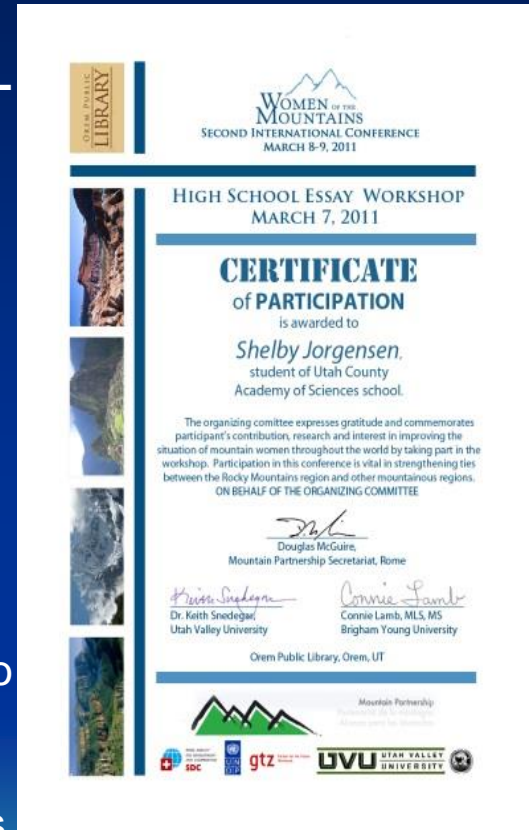 OREM PUBLIC
LIBRARY
WOMEN OF THE
MOUNTAINS
SECOND INTERNATIONAL CONFERENCE
MARCH 8-9, 2011
HIGH SCHOOL ESSAY WORKSHOP
MARCH 7, 2011
CERTIFICATE
of PARTICIPATION
is awarded to
Shelby Jorgensen,
student of Utah County
Academy of Sciences school.
The organizing comittee expresses gratitude and commemorates
participant's contribution, research and interest in improving the
situation of mountain women throughout the world by taking part in the
workshop. Participation in this conference is vital in strengthening ties
between the Rocky Mountains region and other mountainous regions.
ON BEHALF OF THE ORGANIZING COMMITTEE
Douglas McGuire,
Mountain Partnership Secretariat, Rome
Keith Snedegar
Connie Lamb
Dr. Keith Snedegar,
Utah Valley University
Connie Lamb, MLS, MS
Brigham Young University
Orem Public Library, Orem, UT
Mountain Partnership
SDC
UN
DP
gtz
UVU UTAH VALLEY
UNIVERSITY